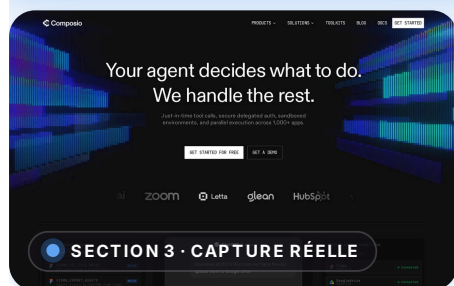 Composio
PRODUCTS SOLUTIONS TOOLKITS BLOG DOCS GET STARTED
Your agent decides what to do.
We handle the rest.
Just-in-time tool calls, secure delegated auth, sandboxed
environments, and parallel execution across 1,000+ apps.
GET STARTED FOR FREE GET A DEMO
zoom Letta glean HubSpot
SECTION 3 · CAPTURE RÉELLE